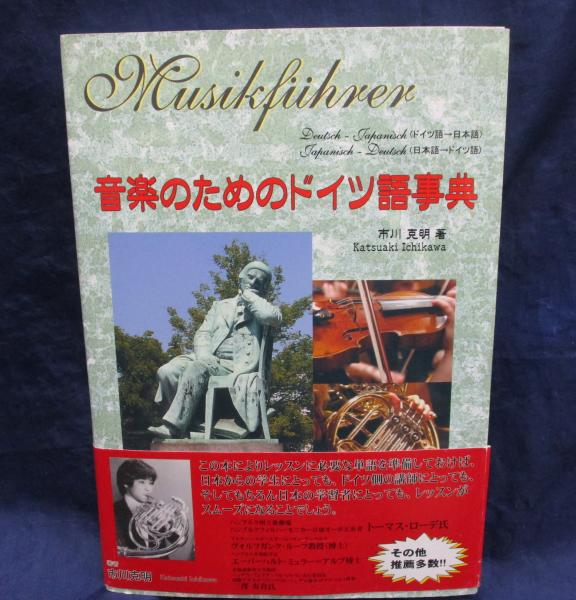 Musikführer
Deutsch - Japanisch (ドイツ語→日本語)
Japanisch - Deutsch (日本語→ドイツ語)
音楽のためのドイツ語事典
市川 克明 著
Katsuaki Ichikawa
この本によりレッスンに必要な単語を準備しておけば、
日本からの学生にとっても、ドイツ側の講師にとっても、
そしてもちろん日本の学習者にとっても、レッスンが
スムーズになることでしょう。
トーマス・ローデ氏
ヴォルフガング・ルーフ教授(博士)
エーバーハルト・ミュラー=アルプ博士
その他
推薦多数!!
市川克明 Katsuaki Ichikawa